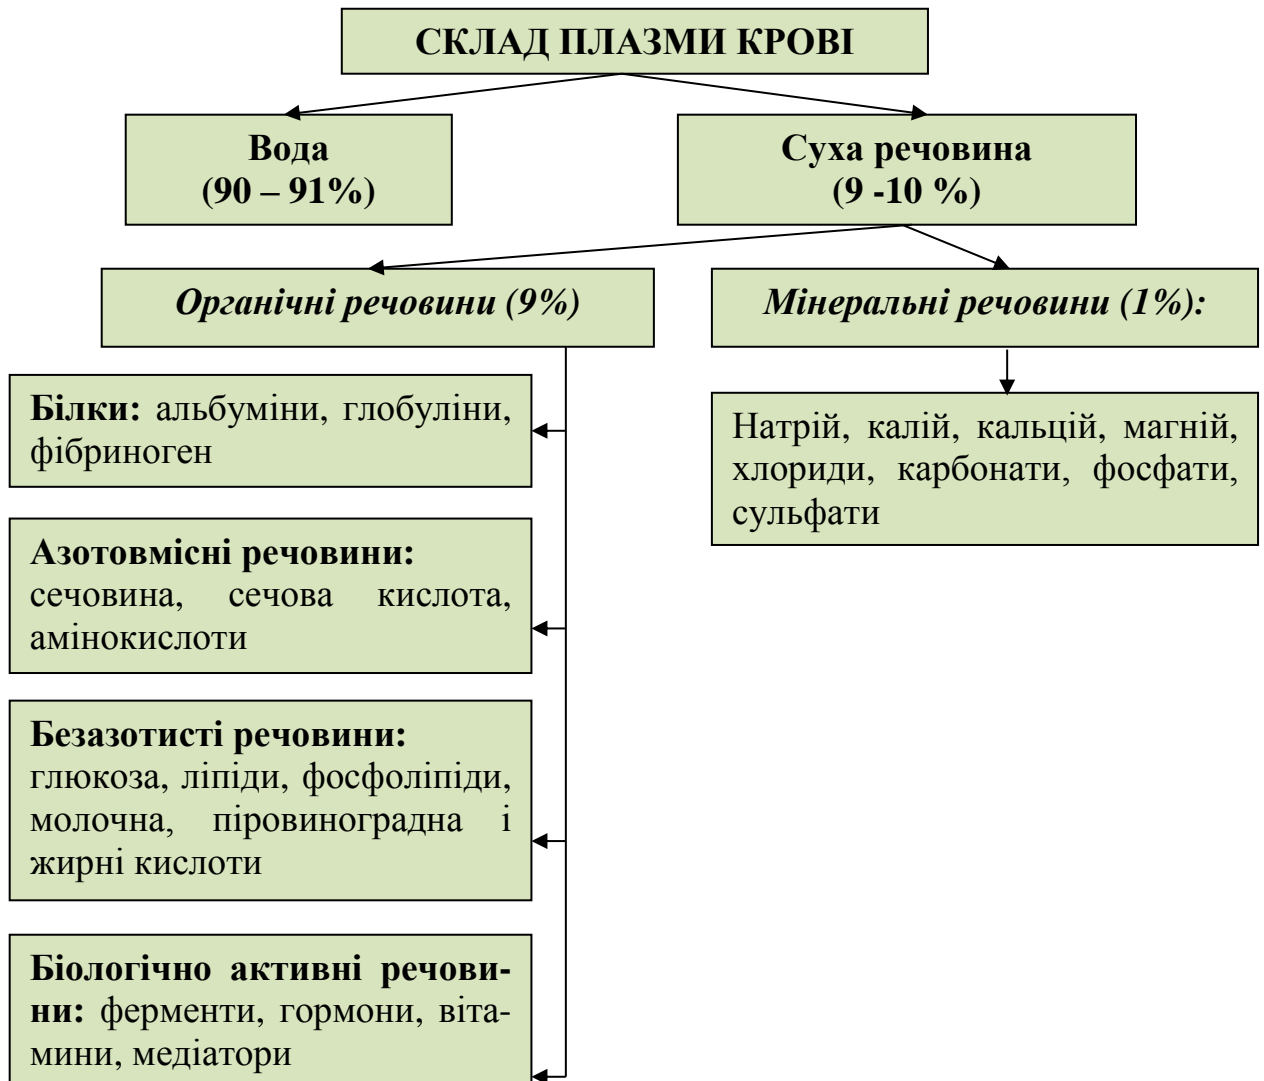 СКЛАД ПЛАЗМИ КРОВІ
Вода
(90 – 91%)
Суха речовина
(9 -10 %)
Органічні речовини (9%)
Мінеральні речовини (1%):
Білки: альбуміни, глобуліни,
фібриноген
Натрій, калій, кальцій, магній,
хлориди, карбонати, фосфати,
сульфати
Азотовмісні речовини:
сечовина, сечова кислота,
амінокислоти
Безазотисті речовини:
глюкоза, ліпіди, фосфоліпіди,
молочна, піровиноградна і
жирні кислоти
Біологічно активні речови-
ни: ферменти, гормони, віта-
мини, медіатори